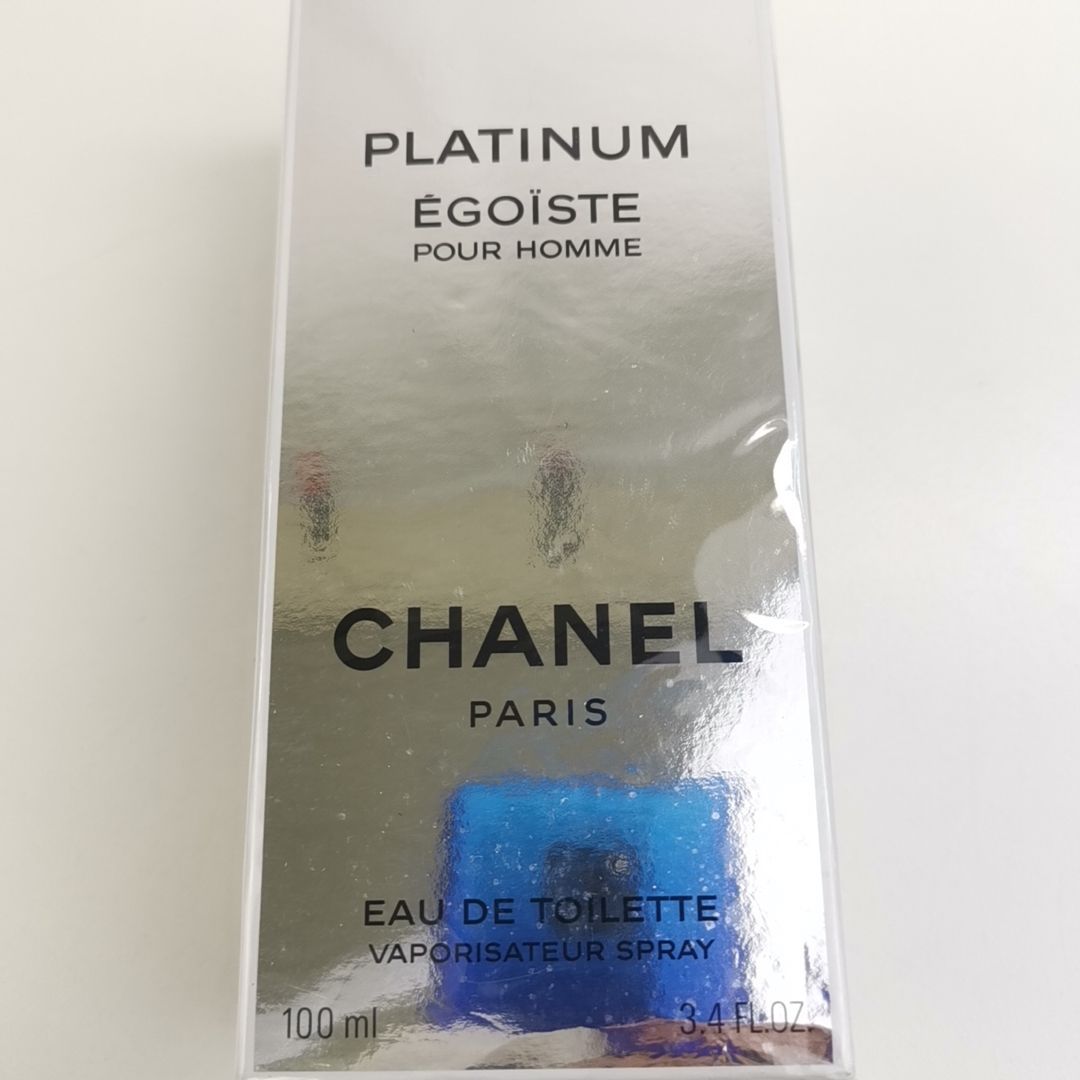 PLATINUM
ÉGOÏSTE
POUR HOMME
CHANEL
PARIS
EAU DE TOILETTE
VAPORISATEUR SPRAY
100 ml 3.4 FL.OZ.